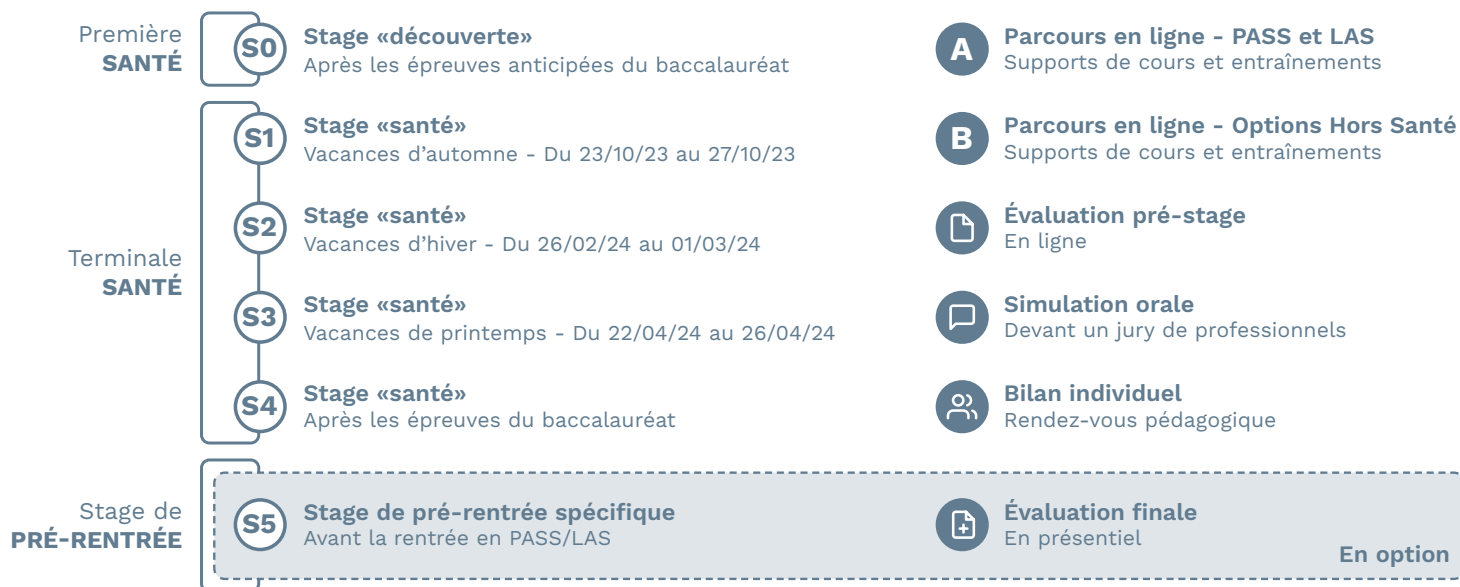 Première
SANTÉ
S0
Stage «découverte»
Après les épreuves anticipées du baccalauréat
Terminale
SANTÉ
S1
Stage «santé»
Vacances d’automne - Du 23/10/23 au 27/10/23
S2
Stage «santé»
Vacances d’hiver - Du 26/02/24 au 01/03/24
S3
Stage «santé»
Vacances de printemps - Du 22/04/24 au 26/04/24
S4
Stage «santé»
Après les épreuves du baccalauréat
Stage de
PRÉ-RENTRÉE
S5
Stage de pré-rentrée spécifique
Avant la rentrée en PASS/LAS
A
Parcours en ligne - PASS et LAS
Supports de cours et entraînements
B
Parcours en ligne - Options Hors Santé
Supports de cours et entraînements
Évaluation pré-stage
En ligne
Simulation orale
Devant un jury de professionnels
Bilan individuel
Rendez-vous pédagogique
Évaluation finale
En présentiel
En option